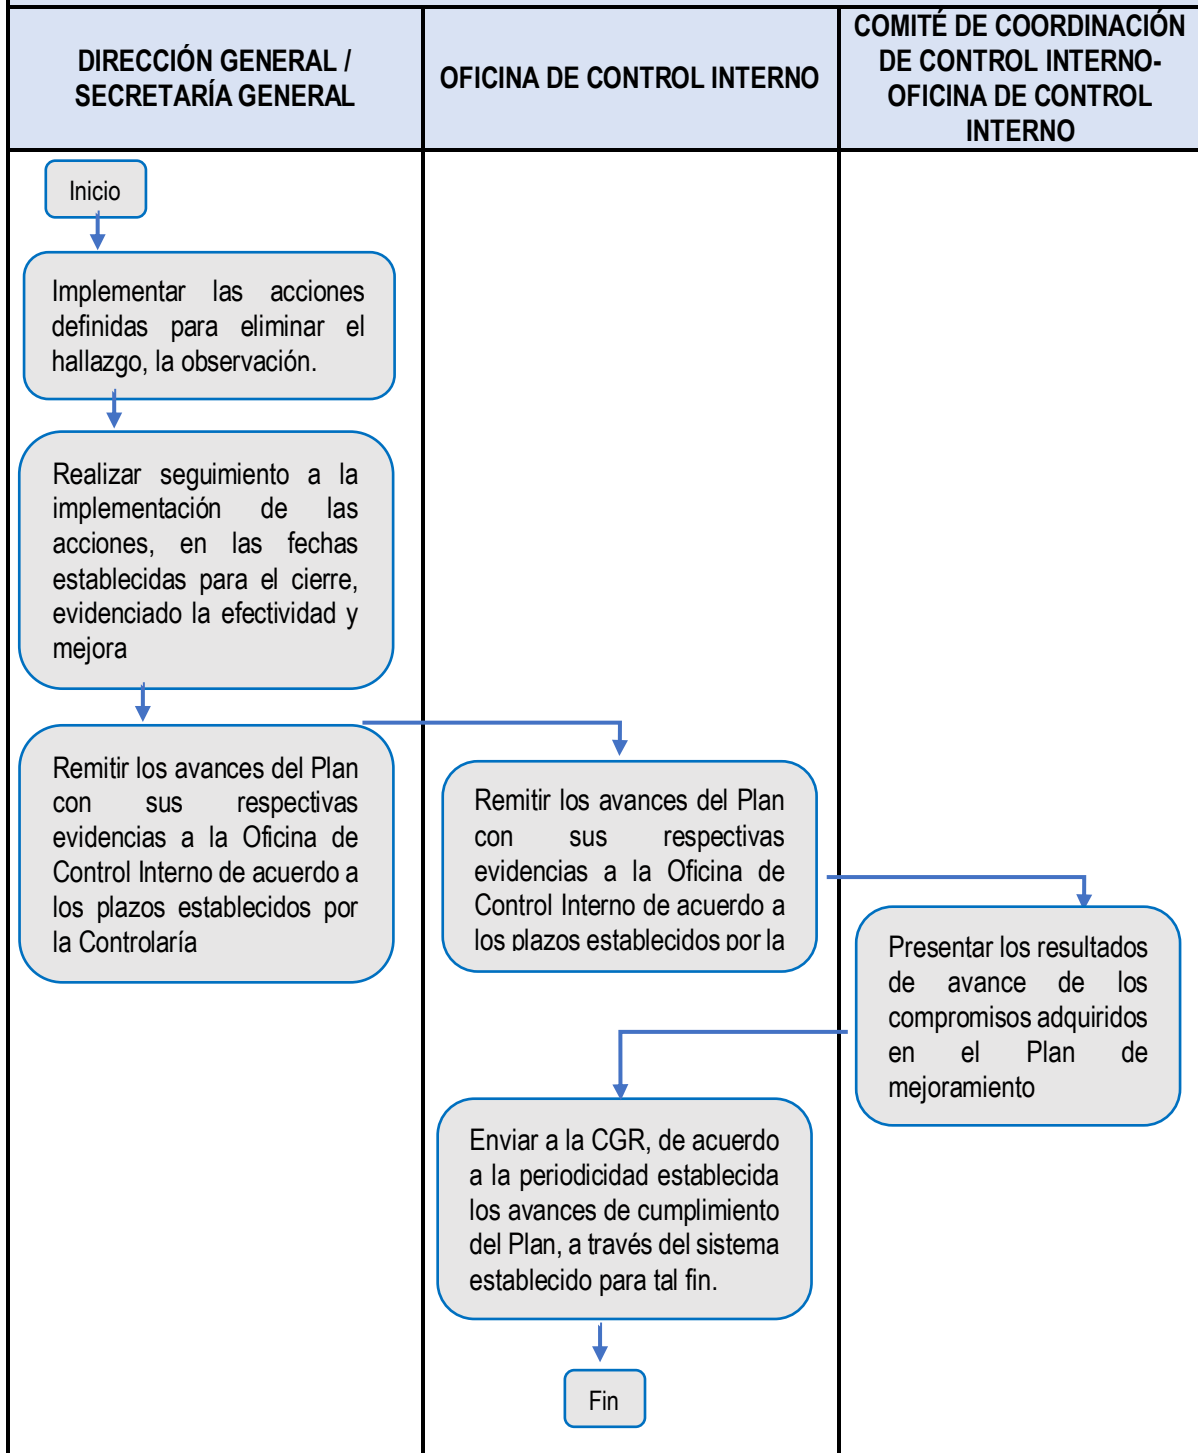 DIRECCIÓN GENERAL /
SECRETARÍA GENERAL
OFICINA DE CONTROL INTERNO
COMITÉ DE COORDINACIÓN
DE CONTROL INTERNO-
OFICINA DE CONTROL
INTERNO
Inicio
Implementar las acciones
definidas para eliminar el
hallazgo, la observación.
Realizar seguimiento a la
implementación de las
acciones, en las fechas
establecidas para el cierre,
evidenciado la efectividad y
mejora
Remitir los avances del Plan
con sus respectivas
evidencias a la Oficina de
Control Interno de acuerdo a
los plazos establecidos por
la Controlaría
Remitir los avances del Plan
con sus respectivas
evidencias a la Oficina de
Control Interno de acuerdo a
los plazos establecidos por la
Presentar los resultados
de avance de los
compromisos adquiridos
en el Plan de
mejoramiento
Enviar a la CGR, de acuerdo
a la periodicidad establecida
los avances de cumplimiento
del Plan, a través del sistema
establecido para tal fin.
Fin